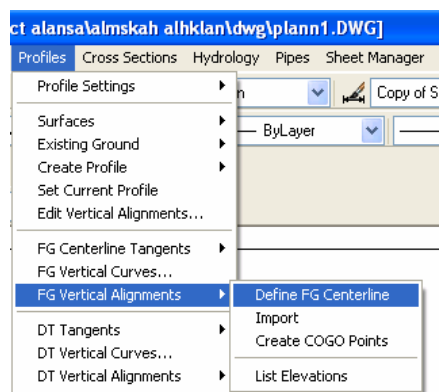 ct alansa\almskah alhklan\dwg\plann1.DWG]
Profiles Cross Sections Hydrology Pipes Sheet Manager
Profile Settings
n
Copy of S
Surfaces
ByLayer
Existing Ground
Create Profile
Set Current Profile
Edit Vertical Alignments...
FG Centerline Tangents
FG Vertical Curves...
FG Vertical Alignments
Define FG Centerline
Import
Create COGO Points
List Elevations
DT Tangents
DT Vertical Curves...
DT Vertical Alignments